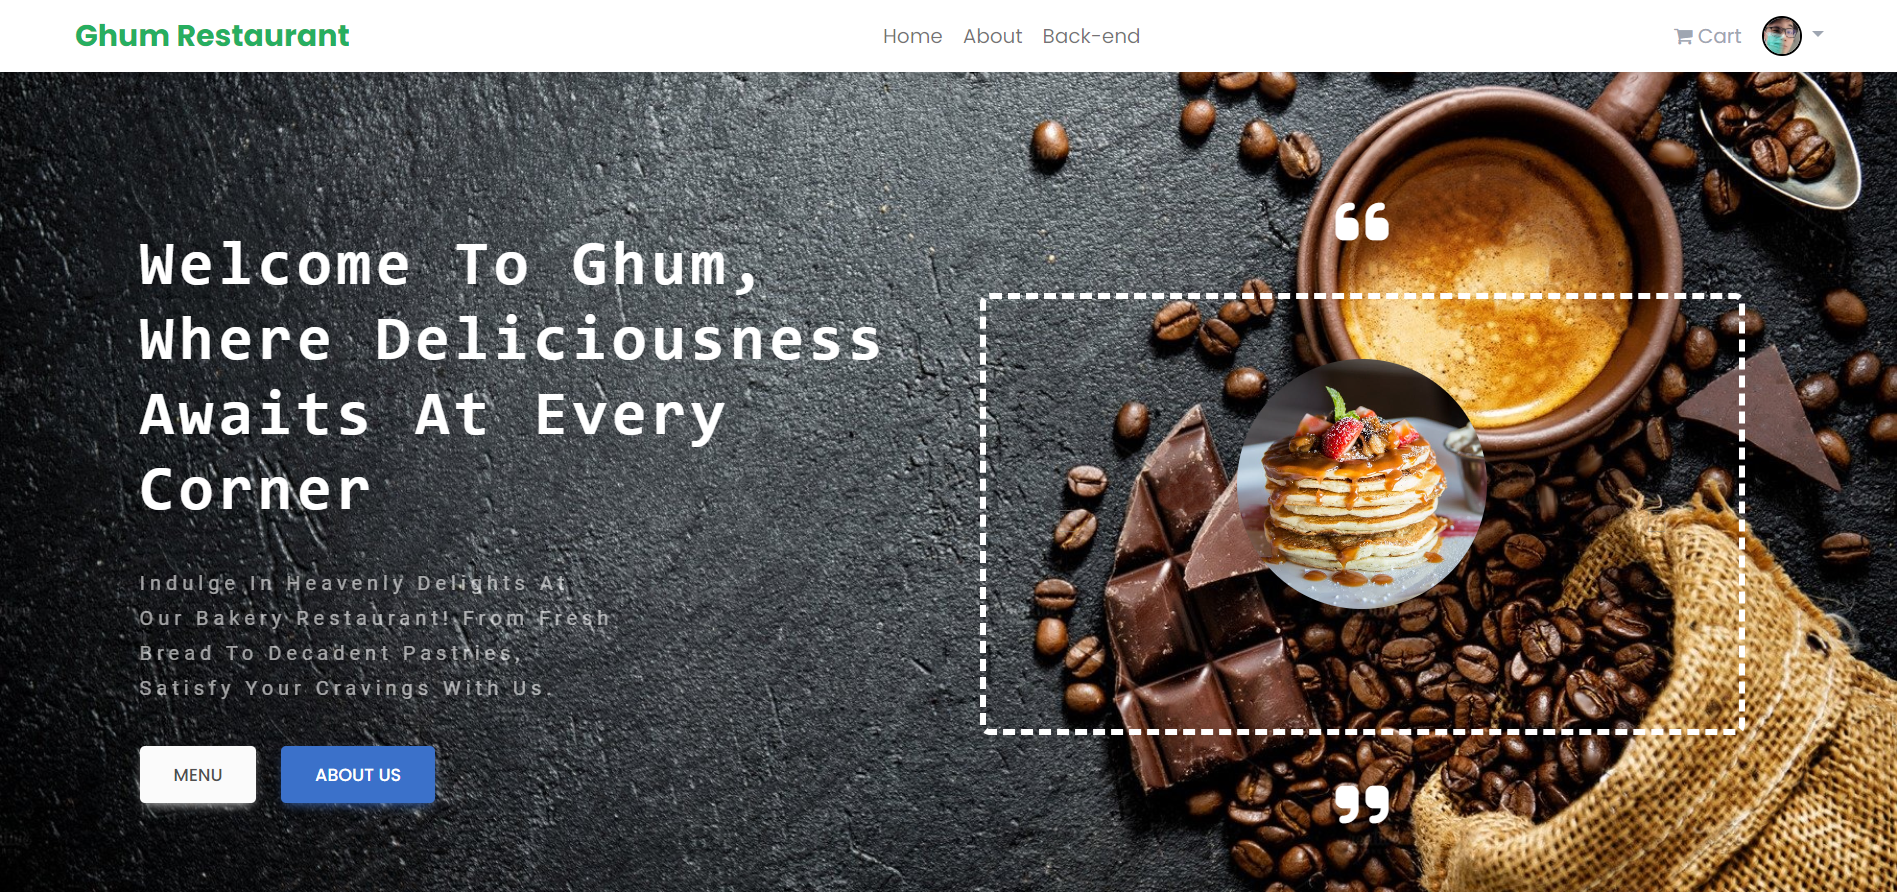 Ghum Restaurant
Home About Back-end
Cart
Welcome To Ghum,
Where Deliciousness
Awaits At Every
Corner
Indulge In Heavenly Delights At
Our Bakery Restaurant! From Fresh
Bread To Decadent Pastries,
Satisfy Your Cravings With Us.
MENU
ABOUT US
“
”